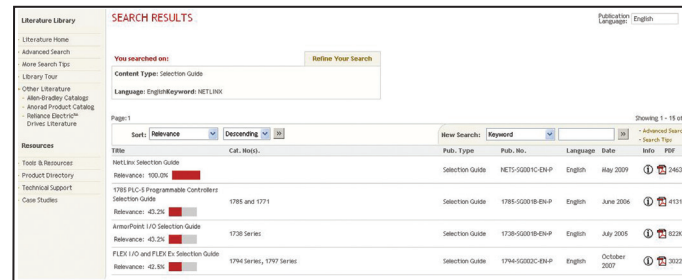 Literature Library
Literature Home
Advanced Search
More Search Tips
Library Tour
Other Literature
- Allen-Bradley Catalogs
- Anorad Product Catalog
- Reliance Electric™
Drives Literature
Resources
Tools & Resources
Product Directory
Technical Support
Case Studies
SEARCH RESULTS
Publication
Language: English
You searched on: Refine Your Search
Content Type: Selection Guide
Language: EnglishKeyword: NETLINX
Page: 1 Showing 1 - 15 of
Sort: Relevance Descending » New Search: Keyword » - Advanced Searc
- Search Tips
Title Cat. No(s). Pub. Type Pub. No. Language Date Info PDF
NetLinx Selection Guide
Relevance: 100.0% Selection Guide NETS-SG001C-EN-P English May 2009 2463
1785 PLC-5 Programmable Controllers
Selection Guide 1785 and 1771 Selection Guide 1785-SG001B-EN-P English June 2006 4131
Relevance: 43.2%
ArmorPoint I/O Selection Guide
Relevance: 43.2% 1738 Series Selection Guide 1738-SG001B-EN-P English July 2005 822K
FLEX I/O and FLEX Ex Selection Guide
Relevance: 42.5% 1794 Series, 1797 Series Selection Guide 1794-SG002C-EN-P English October
2007 3022